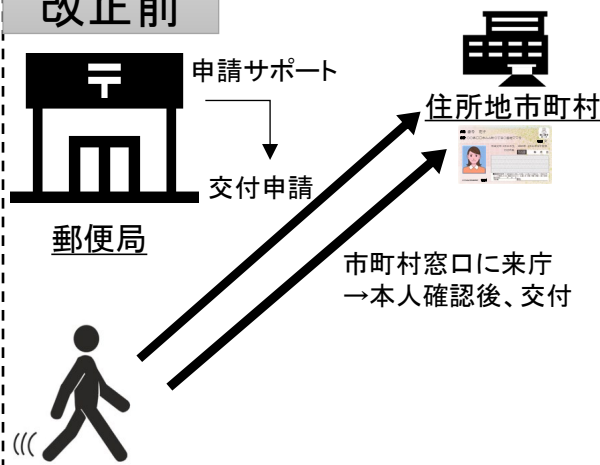 改正前
〒
申請サポート
交付申請
郵便局
住所地市町村
市町村窓口に来庁
→本人確認後、交付